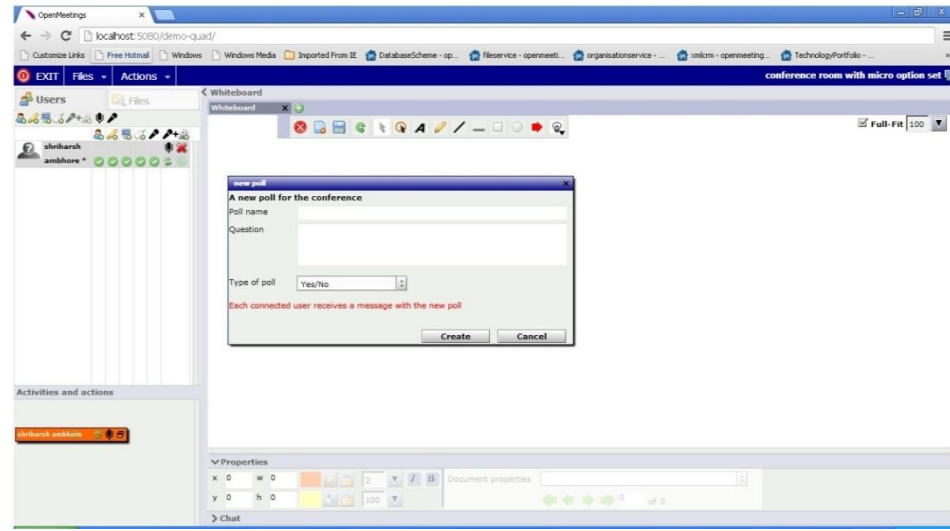 OpenMeetings
localhost:5080/demo-quad/
Customize Links Free Hotmail Windows Windows Media Imported From IE DatabaseScheme - op... fileservice - openmeeti... organisationservice - ... xmlcrm - openmeeting... TechnologyPortfolio - ...
EXIT Files Actions conference room with micro option set
Users Files
Whiteboard
Whiteboard
Full-Fit 100
shriharsh
ambhore *
new poll
A new poll for the conference
Poll name
Question
Type of poll Yes/No
Each connected user receives a message with the new poll
Create Cancel
Activities and actions
shriharsh ambhore
Properties
x 0 w 0 2 I B Document properties
y 0 h 0 100 0 of 0
Chat